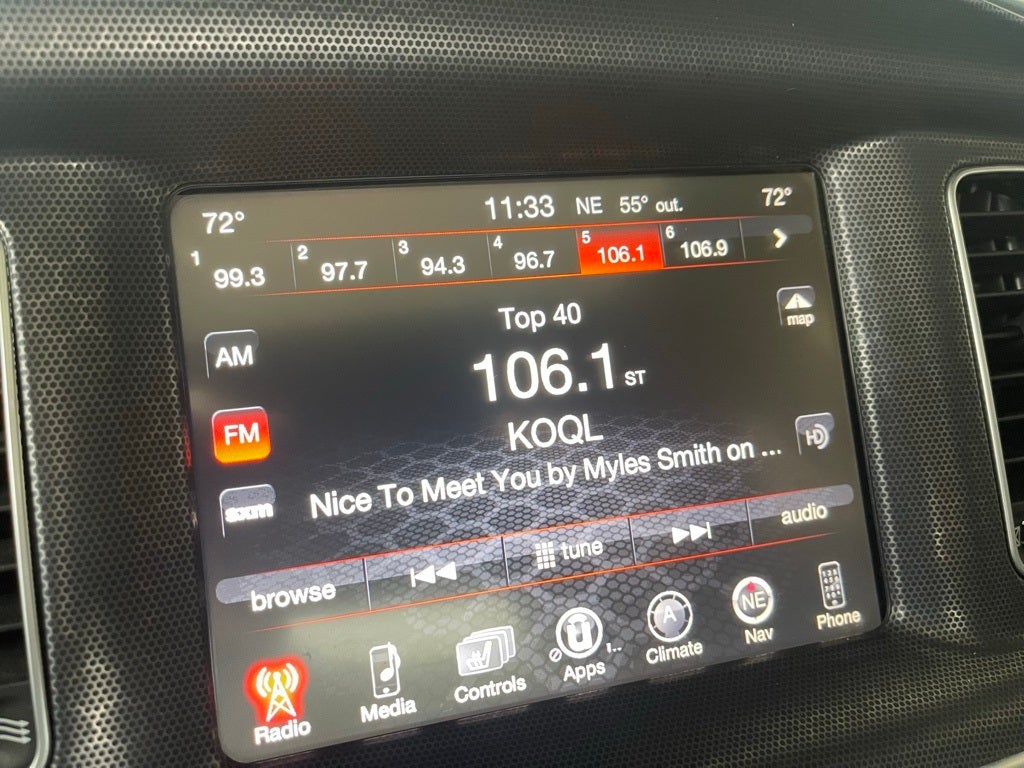 72° 11:33 NE 55° out. 72°
1 99.3 2 97.7 3 94.3 4 96.7 5 106.1 6 106.9
Top 40
map
AM
106.1 ST
FM
KOQL
HD
Nice To Meet You by Myles Smith on ...
sxm
browse tune audio
A NE
Radio Media Controls Apps Climate Nav Phone